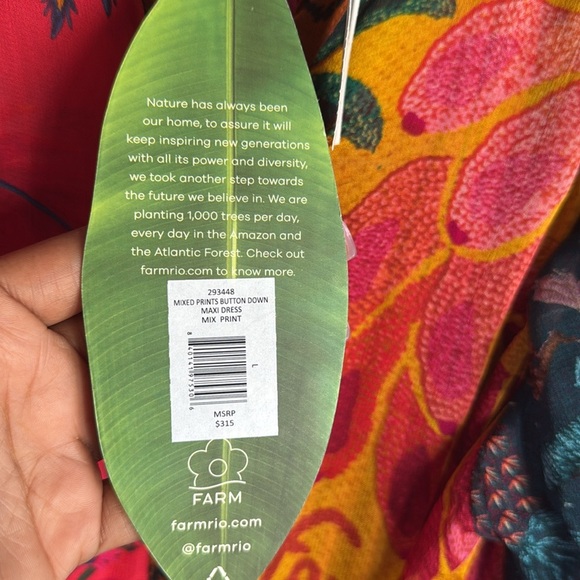 Nature has always been
our home, to assure it will
keep inspiring new generations
with all its power and diversity,
we took another step towards
the future we believe in. We are
planting 1,000 trees per day,
every day in the Amazon and
the Atlantic Forest. Check out
farmrio.com to know more.
293448
MIXED PRINTS BUTTON DOWN
MAXI DRESS
MIX PRINT
L
MSRP
$315
FARM
farmrio.com
@farmrio